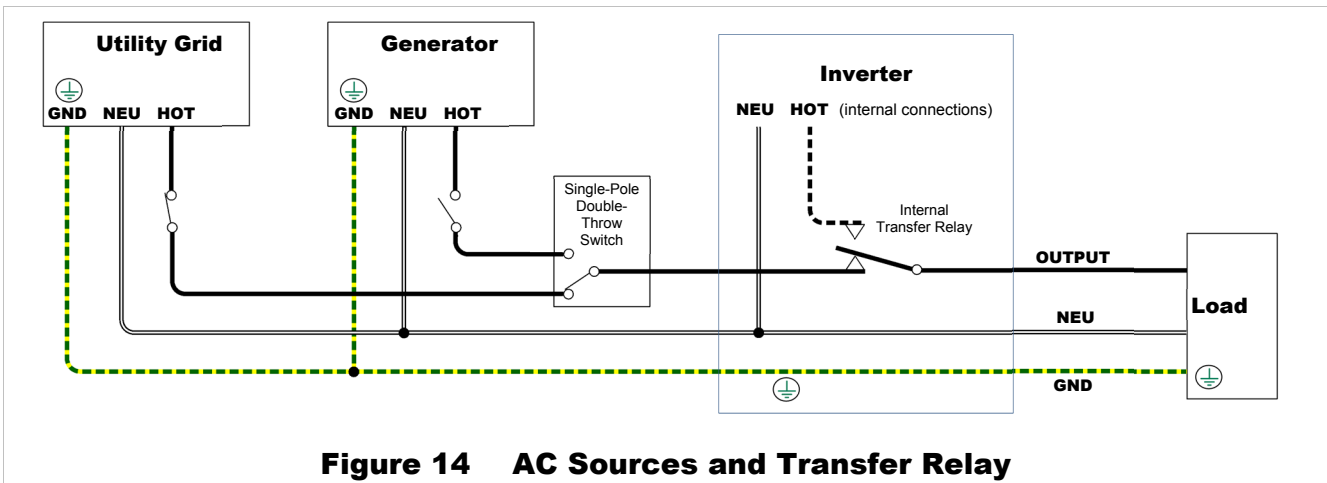 Utility Grid
GND NEU HOT
Generator
GND NEU HOT
Inverter
NEU HOT (internal connections)
Single-Pole
Double-
Throw
Switch
Internal
Transfer Relay
OUTPUT
NEU
GND
Load
Figure 14 AC Sources and Transfer Relay